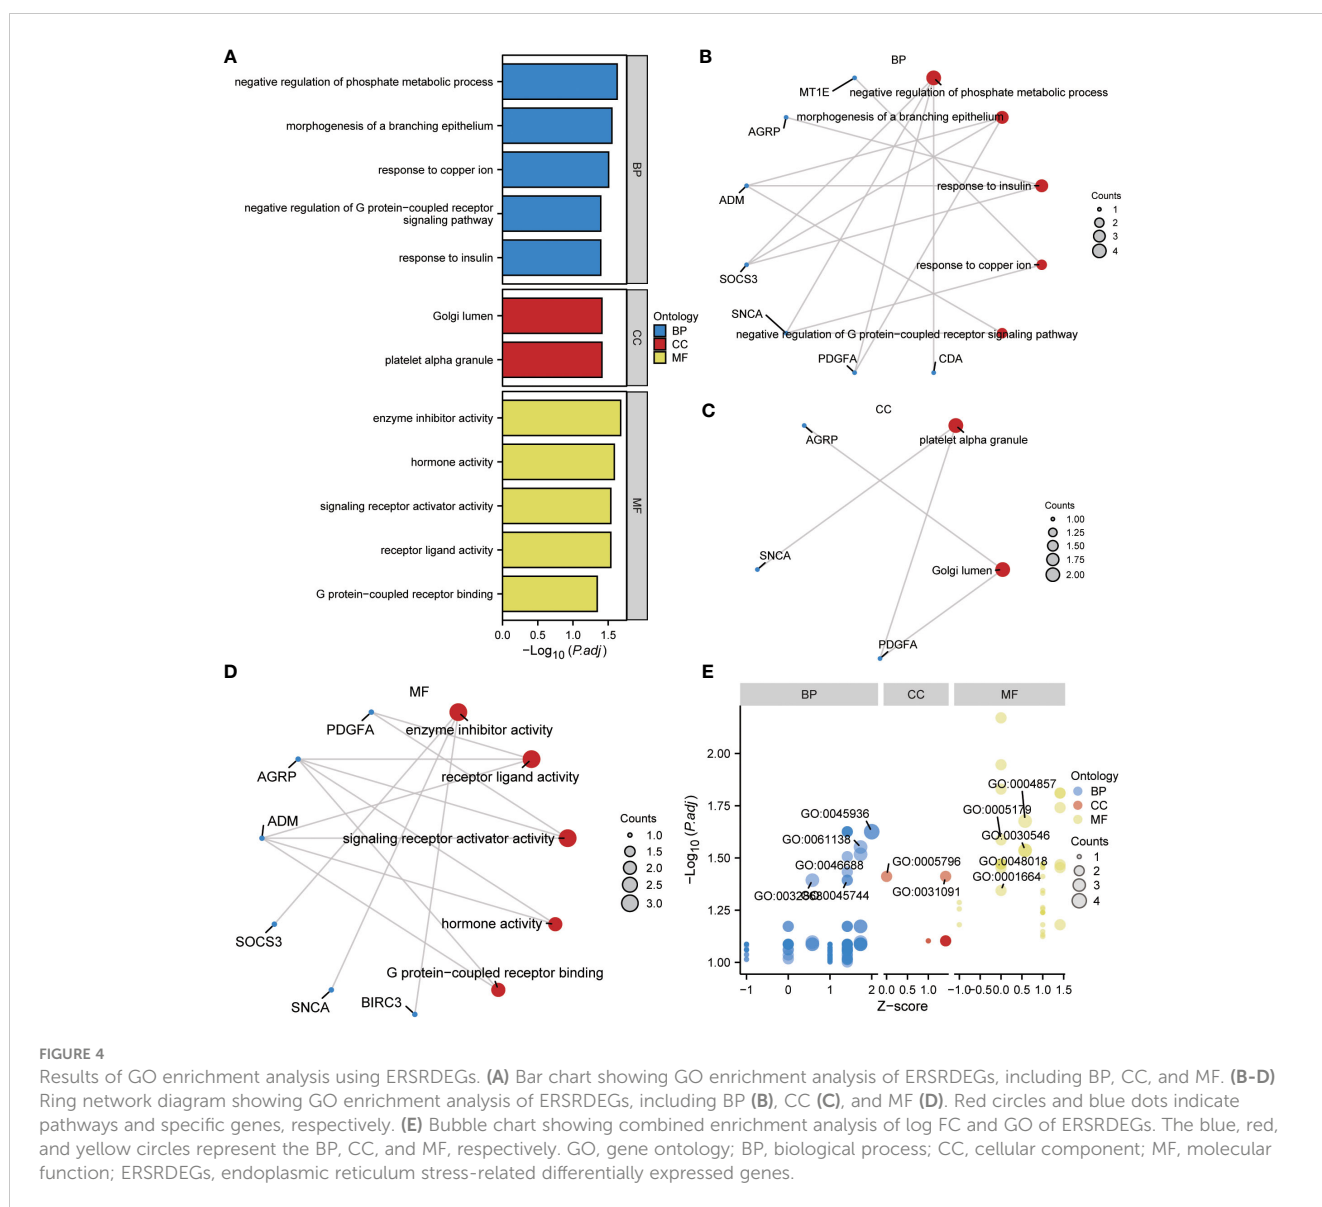 A
negative regulation of phosphate metabolic process
morphogenesis of a branching epithelium
response to copper ion
negative regulation of G protein−coupled receptor
signaling pathway
response to insulin
Golgi lumen
platelet alpha granule
enzyme inhibitor activity
hormone activity
signaling receptor activator activity
receptor ligand activity
G protein−coupled receptor binding
BP
CC
MF
0.0 0.5 1.0 1.5
−Log10 (P.adj)
Ontology
BP
CC
MF
B
BP
MT1E
negative regulation of phosphate metabolic process
AGRP
morphogenesis of a branching epithelium
ADM
response to insulin
SOCS3
response to copper ion
SNCA
negative regulation of G protein−coupled receptor signaling pathway
PDGFA
CDA
Counts
1
2
3
4
C
CC
AGRP
platelet alpha granule
SNCA
Golgi lumen
PDGFA
Counts
1.00
1.25
1.50
1.75
2.00
D
MF
PDGFA
enzyme inhibitor activity
AGRP
receptor ligand activity
ADM
signaling receptor activator activity
SOCS3
hormone activity
G protein−coupled receptor binding
SNCA
BIRC3
Counts
1.0
1.5
2.0
2.5
3.0
E
BP CC MF
−Log10 (P.adj)
2.00
1.75
1.50
1.25
1.00
GO:0045936
GO:0061138
GO:0046688
GO:0045744
GO:0005796
GO:0031091
GO:0004857
GO:0005179
GO:0030546
GO:0048018
GO:0001664
−1 0 1 2 0.0 0.5 1.0 −1.0 −0.5 0.0 0.5 1.0 1.5
Z−score
Ontology
BP
CC
MF
Counts
1
2
3
4
FIGURE 4
Results of GO enrichment analysis using ERSRDEGs. (A) Bar chart showing GO enrichment analysis of ERSRDEGs, including BP, CC, and MF. (B-D)
Ring network diagram showing GO enrichment analysis of ERSRDEGs, including BP (B), CC (C), and MF (D). Red circles and blue dots indicate
pathways and specific genes, respectively. (E) Bubble chart showing combined enrichment analysis of log FC and GO of ERSRDEGs. The blue, red,
and yellow circles represent the BP, CC, and MF, respectively. GO, gene ontology; BP, biological process; CC, cellular component; MF, molecular
function; ERSRDEGs, endoplasmic reticulum stress-related differentially expressed genes.